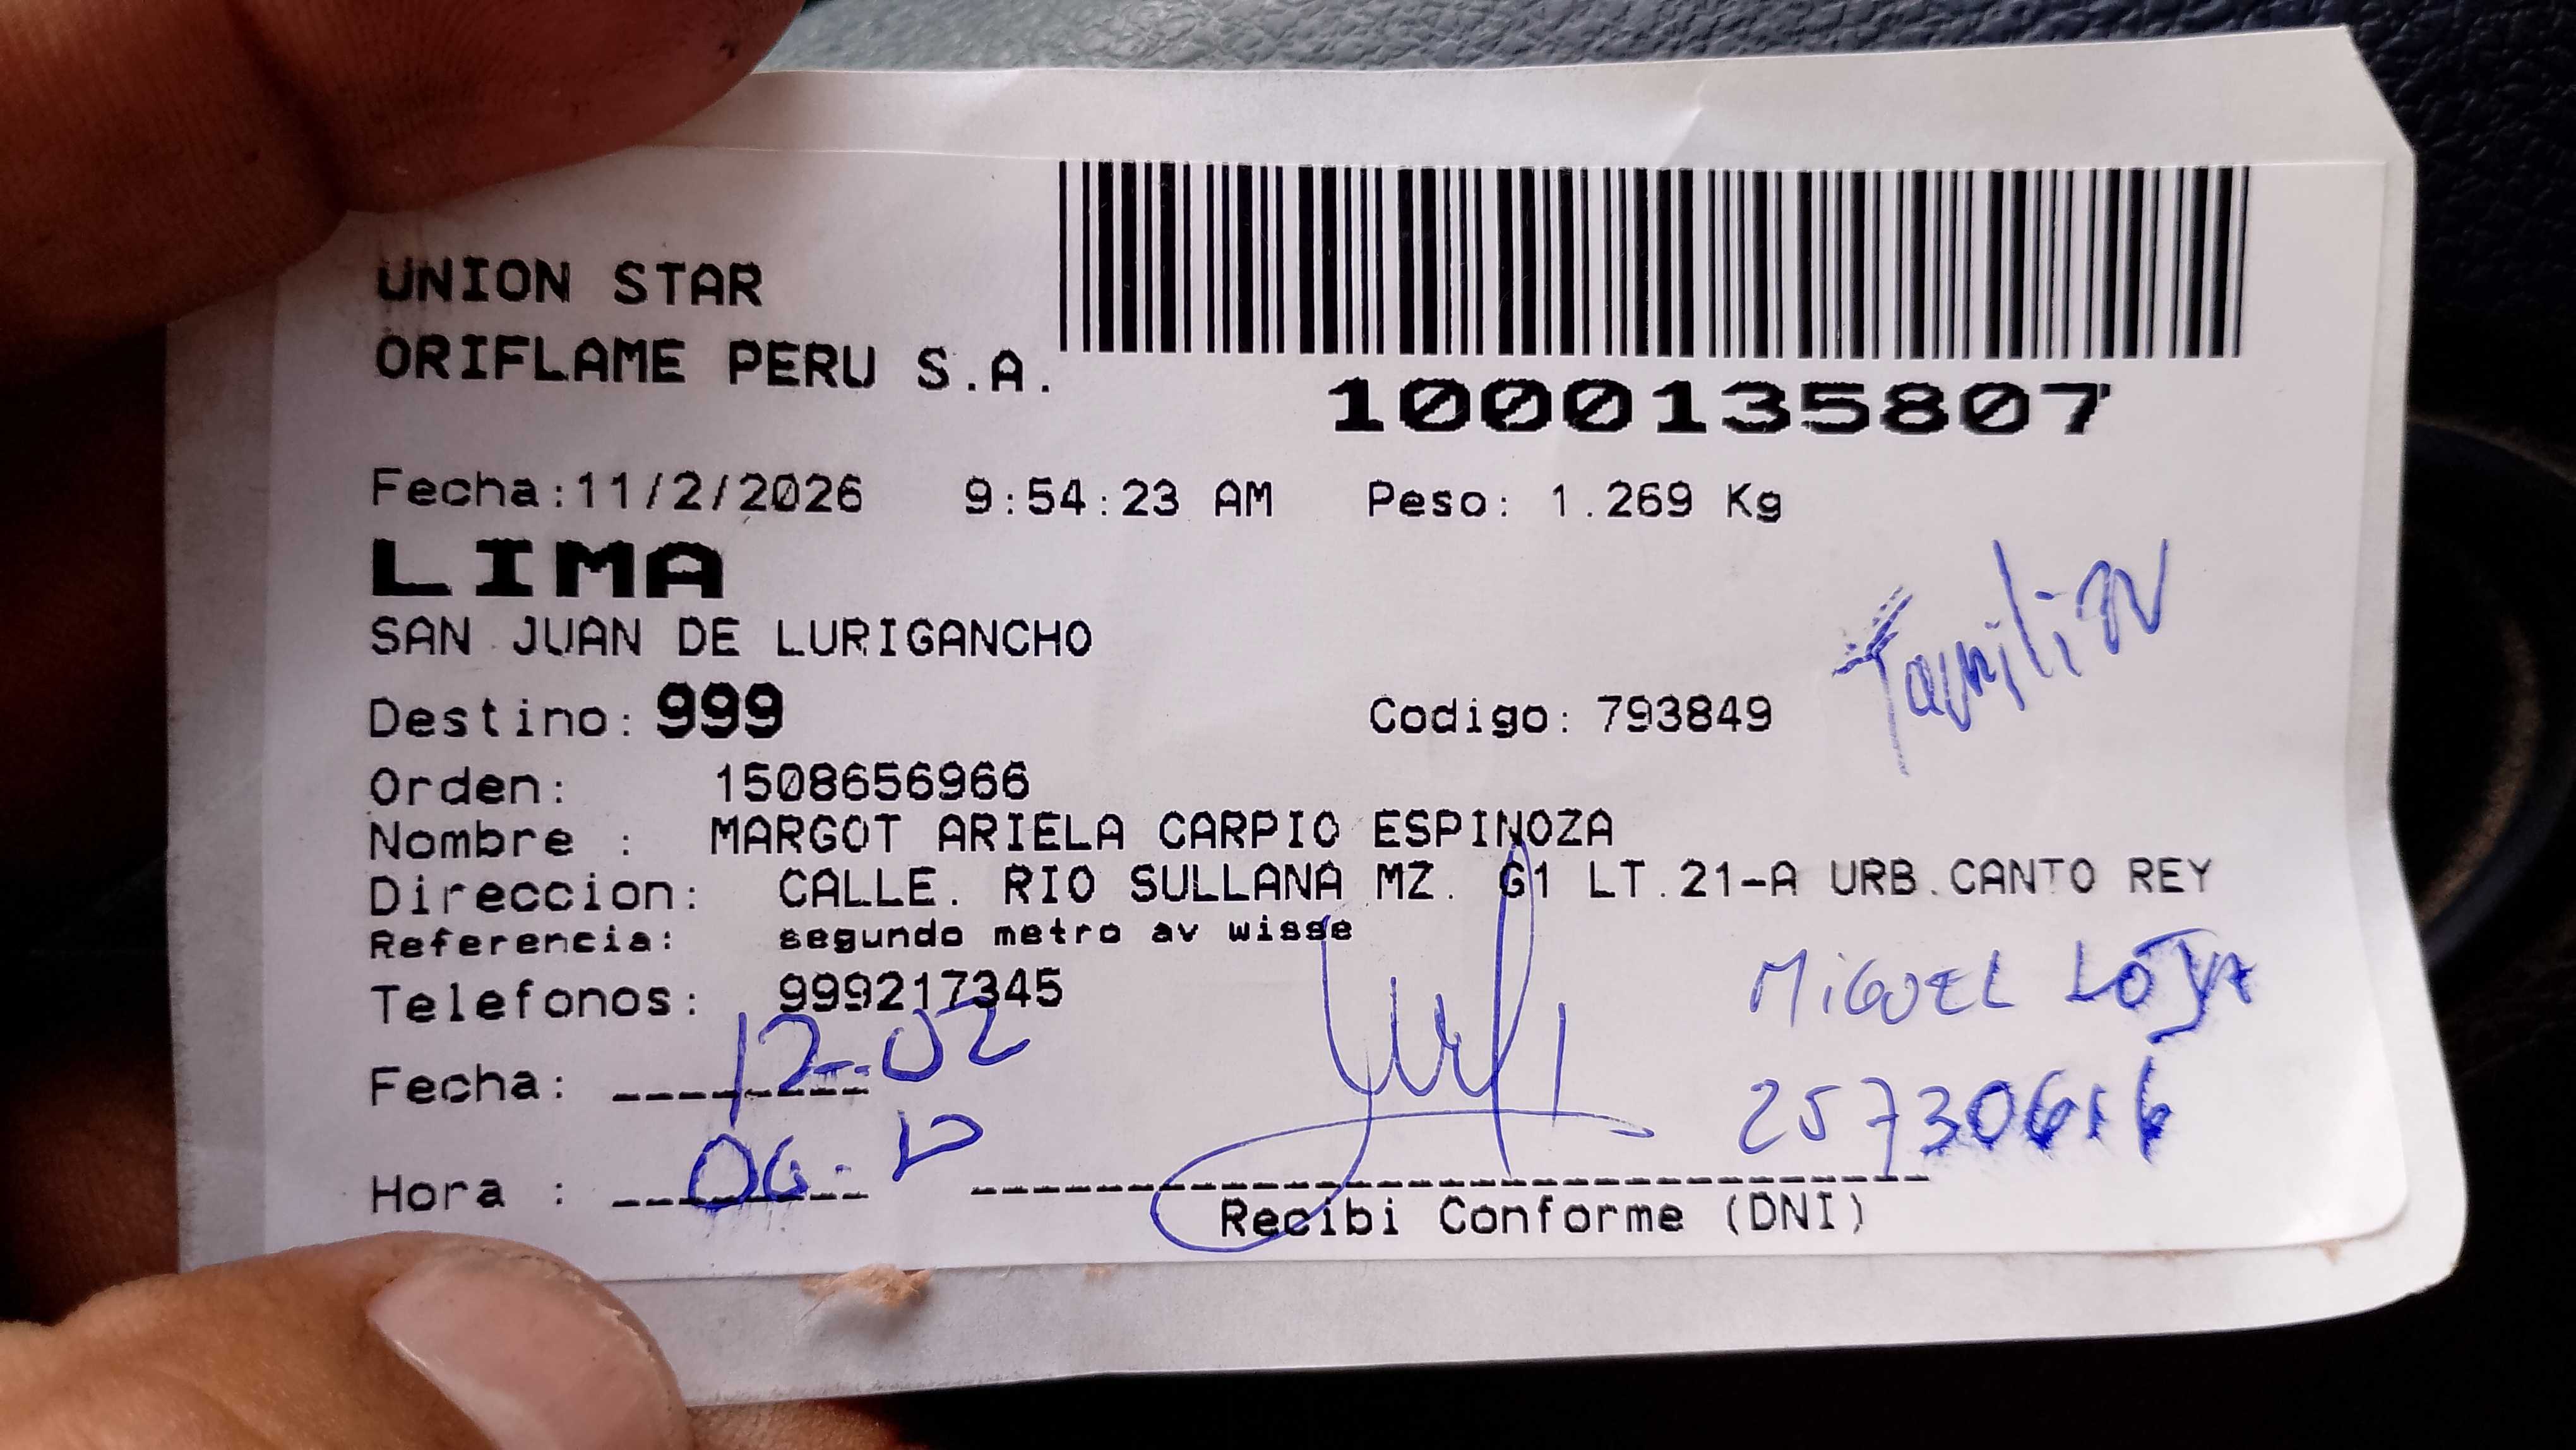 UNION STAR
ORIFLAME PERU S.A.
1000135807
Fecha:11/2/2026 9:54:23 AM Peso: 1.269 Kg
LIMA
SAN JUAN DE LURIGANCHO
Familiar
Destino: 999 Codigo: 793849
Orden: 1508656966
Nombre : MARGOT ARIELA CARPIO ESPINOZA
Direccion: CALLE. RIO SULLANA MZ. G1 LT.21-A URB.CANTO REY
Referencia: segundo metro av wisse
Telefonos: 999217345
MiGUEL
Fecha: 12-02
Hora :
Recibi Conforme (DNI)